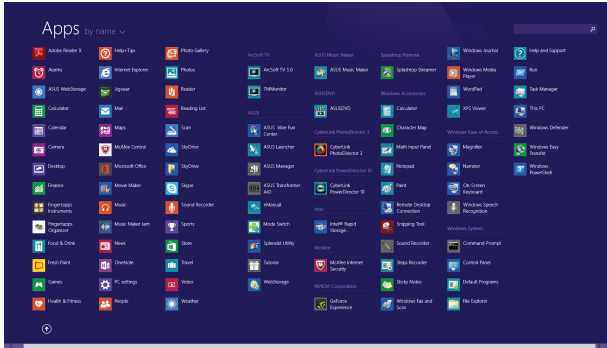 Apps by name
Adobe Reader X
Alarms
ASUS WebStorage
Calculator
Calendar
Camera
Desktop
Finance
Fingertapps
Instruments
Fingertapps
Organizer
Food & Drink
Fresh Paint
Games
Health & Fitness
Help+Tips
Internet Explorer
Jigswar
Mail
Maps
McAfee Central
Microsoft Office
Movie Maker
Music
Music Maker Jam
News
OneNote
PC settings
People
Photo Gallery
Photos
Reader
Reading List
Scan
SkyDrive
SkyDrive
Skype
Sound Recorder
Sports
Store
Travel
Video
Weather
ArcSoft TV
ArcSoft TV 5.0
TMMonitor
ASUS
ASUS Vibe Fun
Center
ASUS Launcher
ASUS Manager
ASUS Transformer
AiO
eManual
Moda Switch
Splendid Utility
Tutorial
WebStorage
ASUS Music Maker
ASUS Music Maker
ASUSDVD
ASUSDVD
CyberLink PhotoDirector 3
CyberLink
PhotoDirector 3
CyberLink PowerDirector 10
CyberLink
PowerDirector 10
Intel
Intel® Rapid
Storage...
McAfee
McAfee Internet
Security
NVIDIA Corporation
GeForce
Experience
Splashtop Remote
Splashtop Streamer
Windows Accessories
Calculator
Character Map
Math Input Panel
Notepad
Paint
Remote Desktop
Connection
Snipping Tool
Sound Recorder
Steps Recorder
Sticky Notes
Windows Fax and
Scan
Windows Journal
Windows Media
Player
WordPad
XPS Viewer
Windows Ease of Access
Magnifier
Narrator
On-Screen
Keyboard
Windows Speech
Recognition
Windows System
Command Prompt
Control Panel
Default Programs
File Explorer
Help and Support
Run
Task Manager
This PC
Windows Defender
Windows Easy
Transfer
Windows
PowerShell